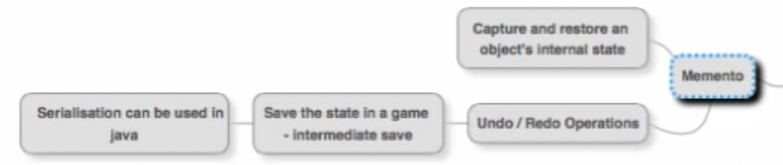 Capture and restore an
object's internal state
Memento
Serialisation can be used in
java
Save the state in a game
- intermediate save
Undo / Redo Operations